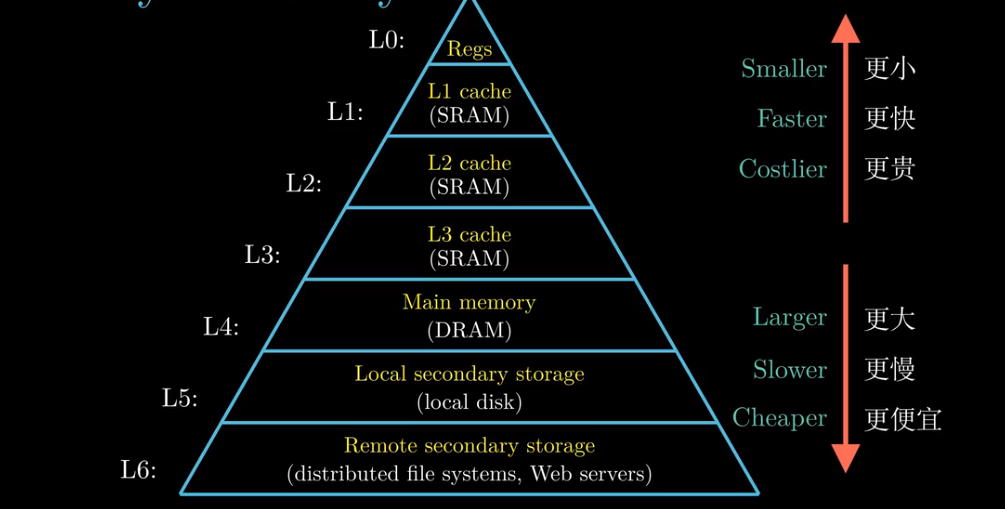 L0:
Regs
L1:
L1 cache
(SRAM)
L2:
L2 cache
(SRAM)
L3:
L3 cache
(SRAM)
L4:
Main memory
(DRAM)
L5:
Local secondary storage
(local disk)
L6:
Remote secondary storage
(distributed file systems, Web servers)
Smaller 更小
Faster 更快
Costlier 更贵
Larger 更大
Slower 更慢
Cheaper 更便宜